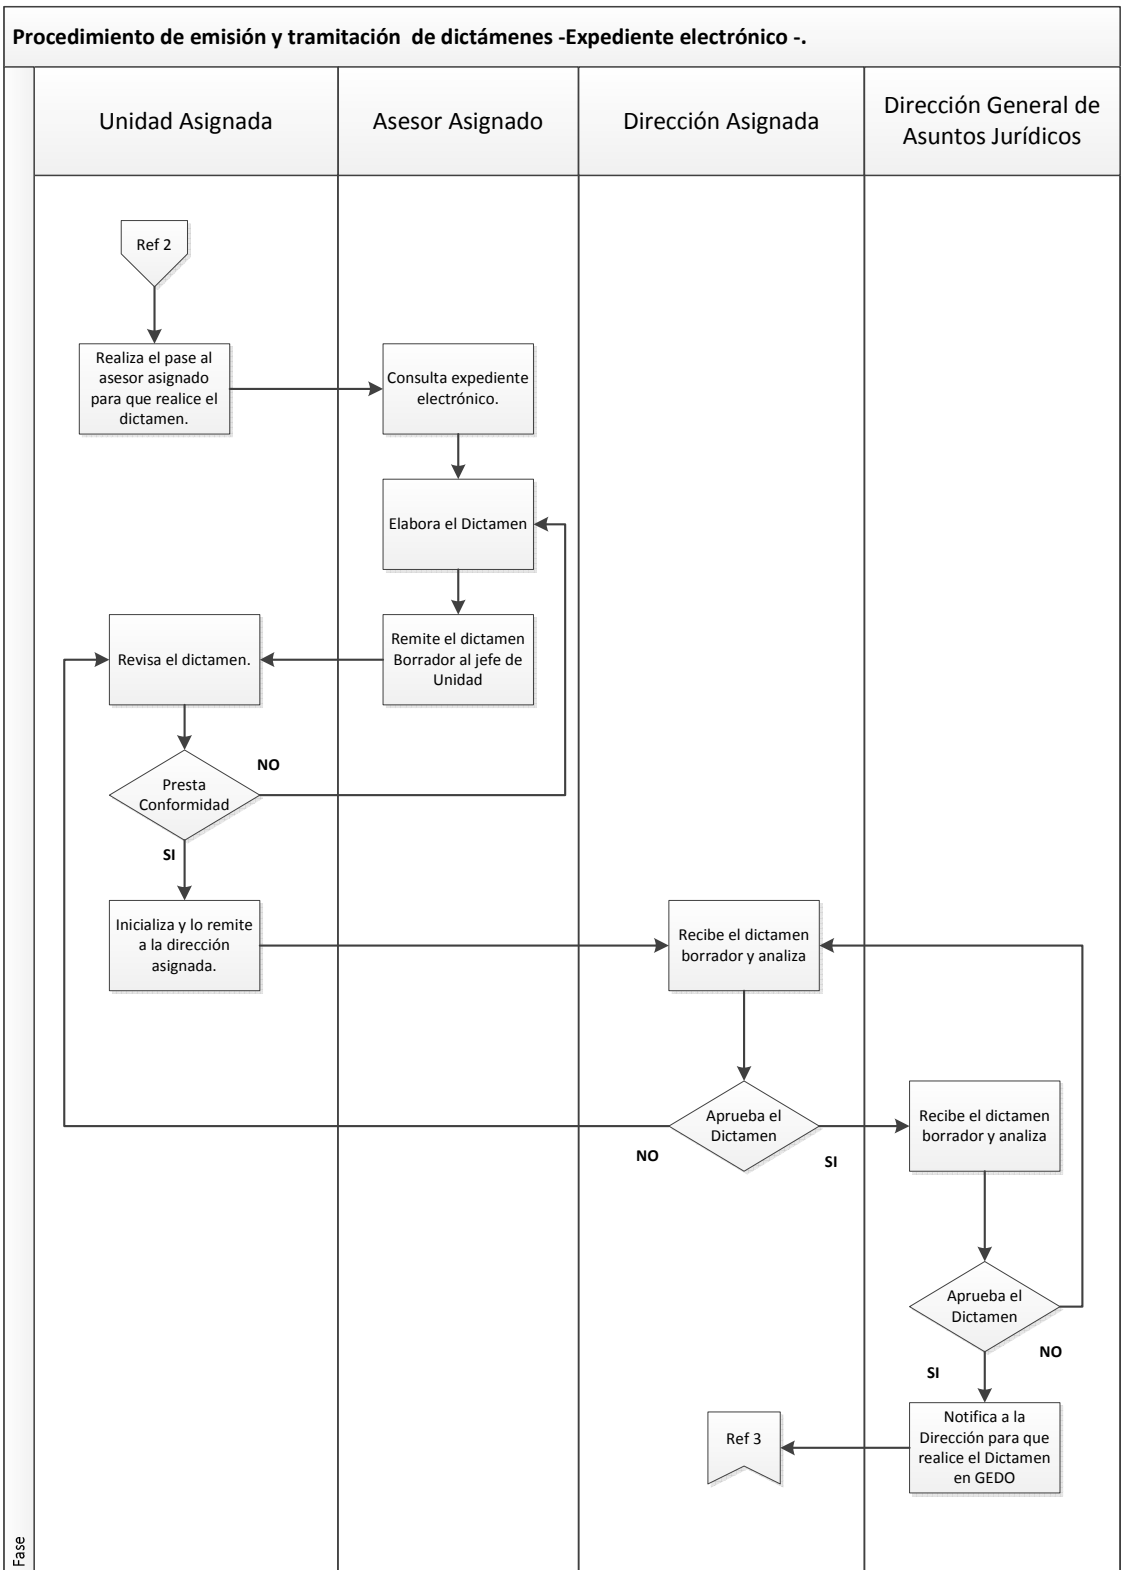 Procedimiento de emisión y tramitación  de dictámenes -Expediente electrónico -.
Unidad Asignada
Asesor Asignado
Dirección Asignada
Dirección General de
Asuntos Jurídicos
Ref 2
Realiza el pase al
asesor asignado
para que realice el
dictamen.
Consulta expediente
electrónico.
Elabora el Dictamen
Remite el dictamen
Borrador al jefe de
Unidad
Revisa el dictamen.
Presta
Conformidad
NO
SI
Inicializa y lo remite
a la dirección
asignada.
Recibe el dictamen
borrador y analiza
Aprueba el
Dictamen
NO
SI
Recibe el dictamen
borrador y analiza
Aprueba el
Dictamen
NO
SI
Notifica a la
Dirección para que
realice el Dictamen
en GEDO
Ref 3
Fase